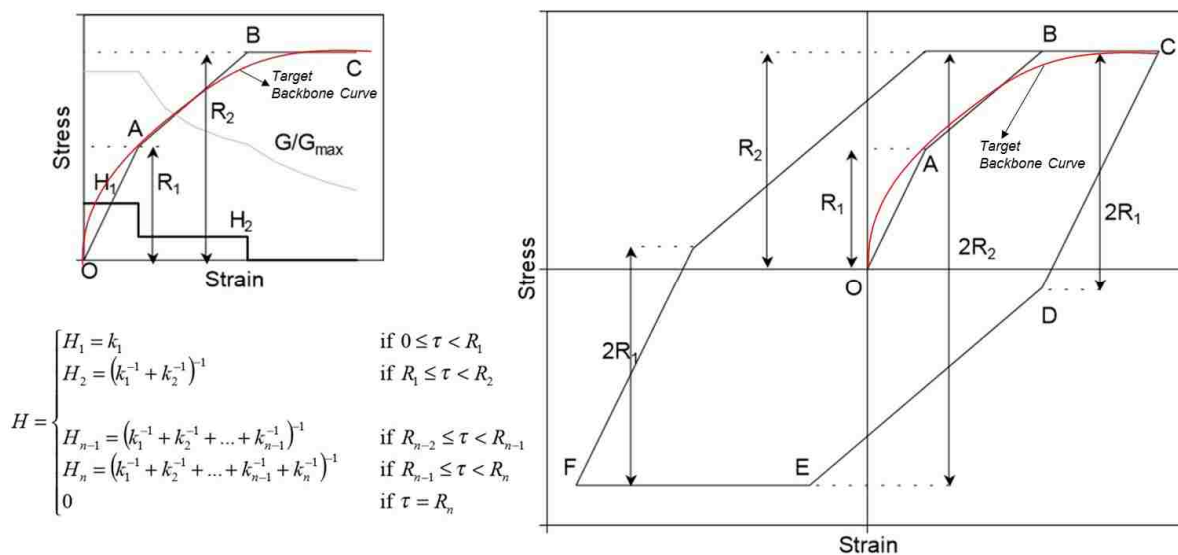 B
C
Target
Backbone Curve
R₂
A
G/Gmax
H₁
R₁
H₂
O
Stress
Strain
B
C
R₂
A
Target
Backbone Curve
R₁
2R₁
2R₂
O
D
2R₁
F
E
Stress
Strain
H =
H₁ = k₁ if 0 ≤ τ < R₁
H₂ = (k₁⁻¹ + k₂⁻¹)⁻¹ if R₁ ≤ τ < R₂
Hₙ₋₁ = (k₁⁻¹ + k₂⁻¹ + ... + kₙ₋₁⁻¹)⁻¹ if Rₙ₋₂ ≤ τ < Rₙ₋₁
Hₙ = (k₁⁻¹ + k₂⁻¹ + ... + kₙ₋₁⁻¹ + kₙ⁻¹)⁻¹ if Rₙ₋₁ ≤ τ < Rₙ
0 if τ = Rₙ